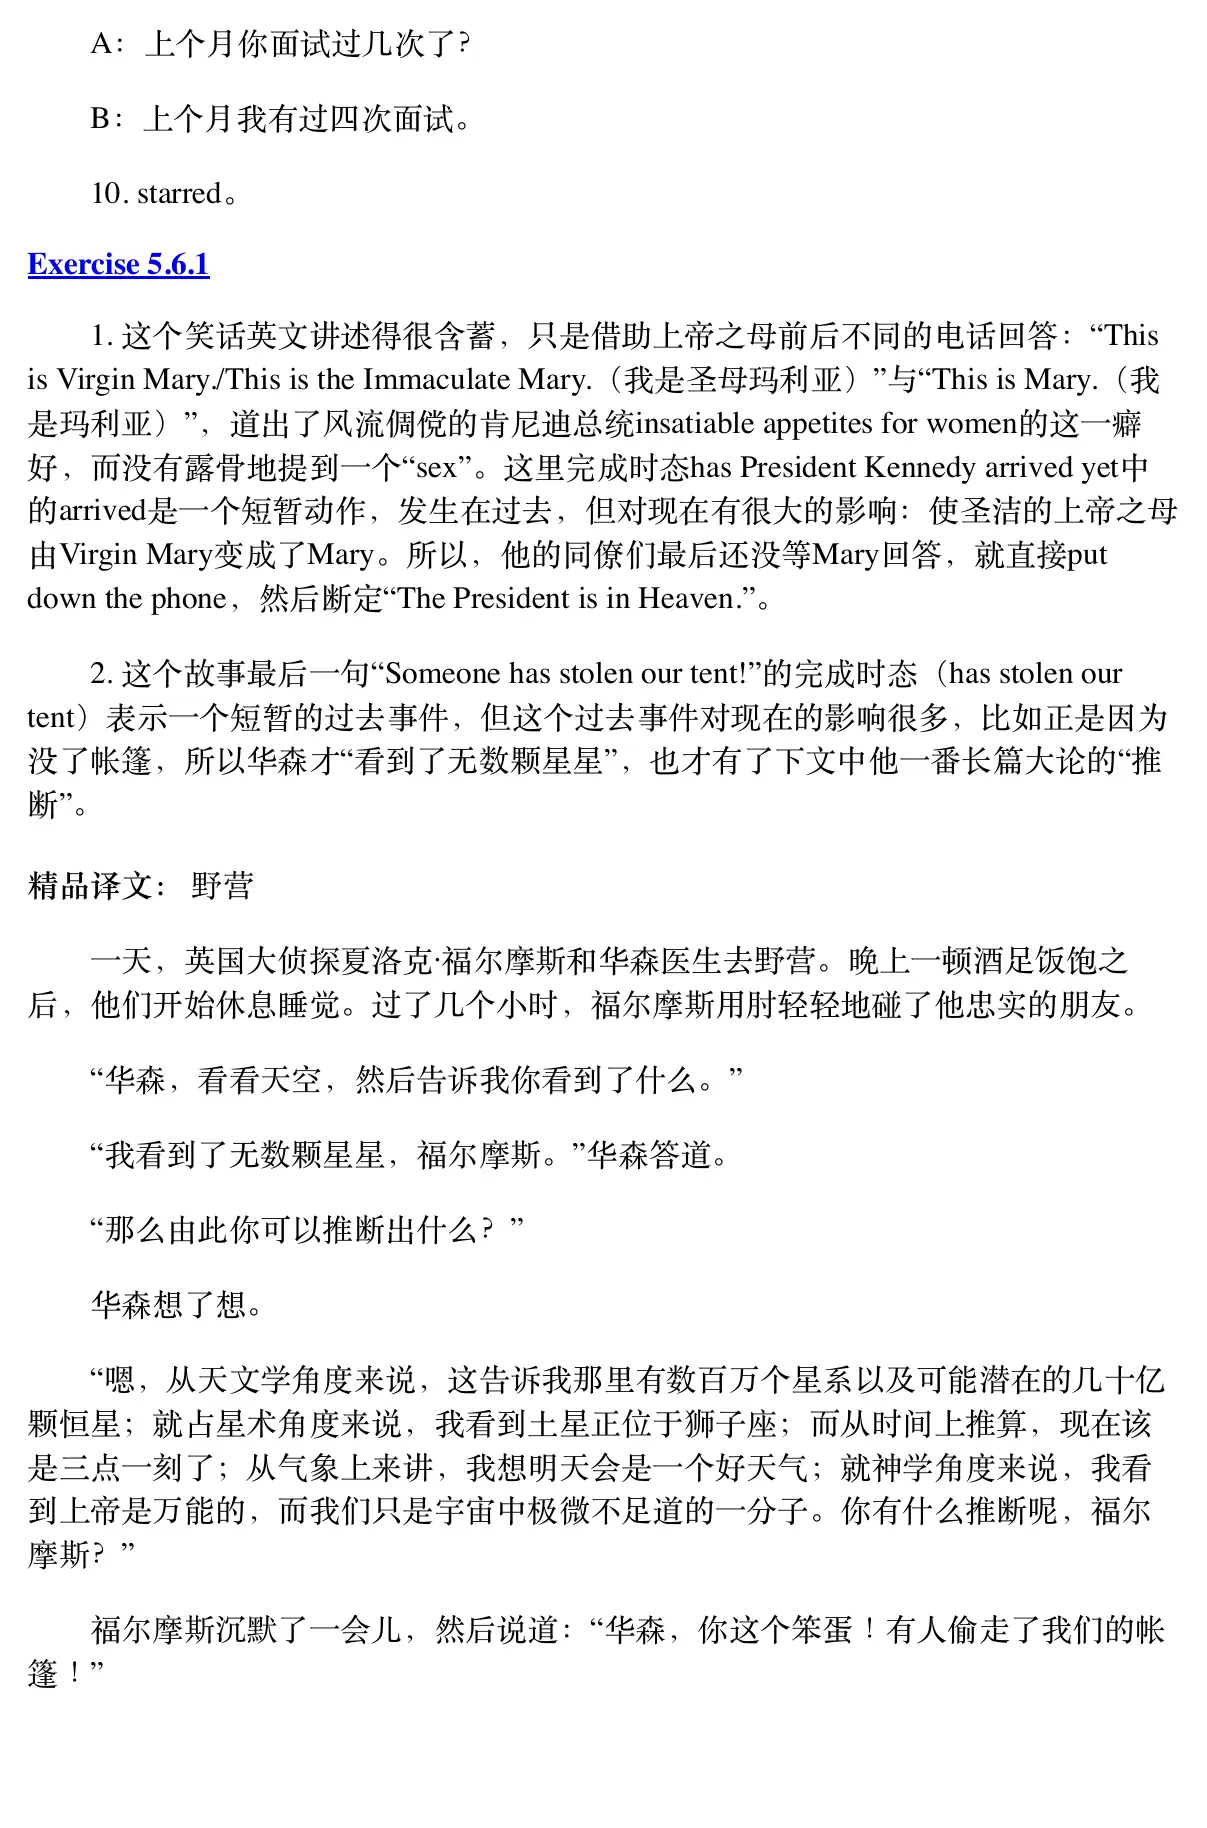 A：上个月你面试过几次了？
B：上个月我有过四次面试。
10. starred。
Exercise 5.6.1
1. 这个笑话英文讲述得很含蓄，只是借助上帝之母前后不同的电话回答：“This
is Virgin Mary./This is the Immaculate Mary.（我是圣母玛利亚）”与“This is Mary.（我
是玛利亚）”，道出了风流倜傥的肯尼迪总统insatiable appetites for women的这一癖
好，而没有露骨地提到一个“sex”。这里完成时态has President Kennedy arrived yet中
的arrived是一个短暂动作，发生在过去，但对现在有很大的影响：使圣洁的上帝之母
由Virgin Mary变成了Mary。所以，他的同僚们最后还没等Mary回答，就直接put
down the phone，然后断定“The President is in Heaven.”。
2. 这个故事最后一句“Someone has stolen our tent!”的完成时态（has stolen our
tent）表示一个短暂的过去事件，但这个过去事件对现在的影响很多，比如正是因为
没了帐篷，所以华森才“看到了无数颗星星”，也才有了下文中他一番长篇大论的“推
断”。
精品译文： 野营
一天，英国大侦探夏洛克·福尔摩斯和华森医生去野营。晚上一顿酒足饭饱之
后，他们开始休息睡觉。过了几个小时，福尔摩斯用肘轻轻地碰了他忠实的朋友。
“华森，看看天空，然后告诉我你看到了什么。”
“我看到了无数颗星星，福尔摩斯。”华森答道。
“那么由此你可以推断出什么？”
华森想了想。
“嗯，从天文学角度来说，这告诉我那里有数百万个星系以及可能潜在的几十亿
颗恒星；就占星术角度来说，我看到土星正位于狮子座；而从时间上推算，现在该
是三点一刻了；从气象上来讲，我想明天会是一个好天气；就神学角度来说，我看
到上帝是万能的，而我们只是宇宙中极微不足道的一分子。你有什么推断呢，福尔
摩斯？”
福尔摩斯沉默了一会儿，然后说道：“华森，你这个笨蛋！有人偷走了我们的帐
篷！”